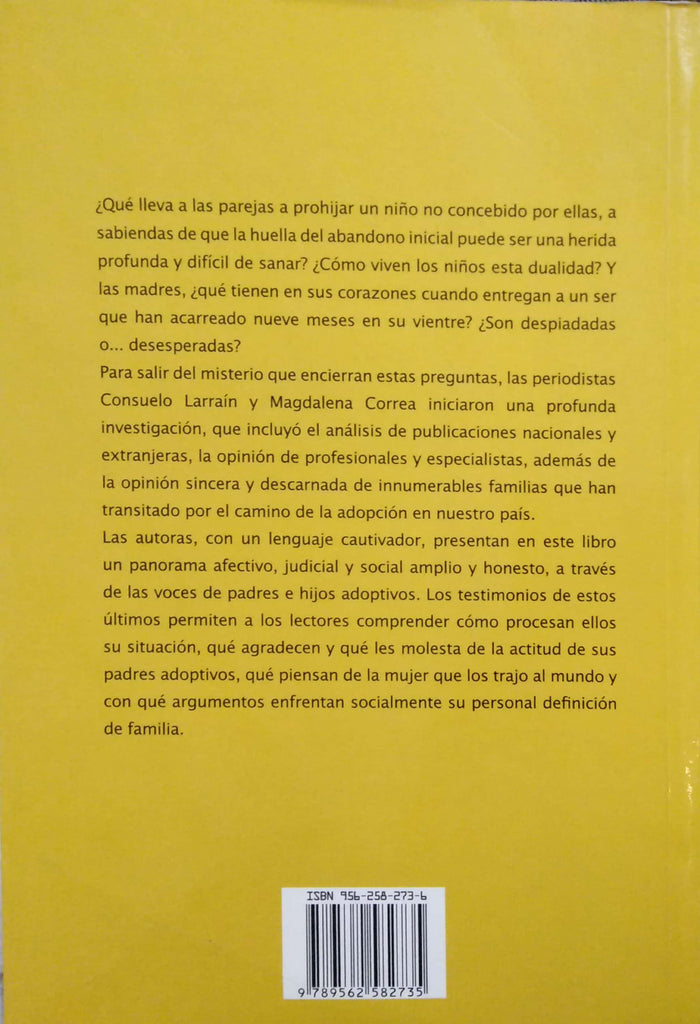 ¿Qué lleva a las parejas a prohijar un niño no concebido por ellas, a
sabiendas de que la huella del abandono inicial puede ser una herida
profunda y difícil de sanar? ¿Cómo viven los niños esta dualidad? Y
las madres, ¿qué tienen en sus corazones cuando entregan a un ser
que han acarreado nueve meses en su vientre? ¿Son despiadadas
o... desesperadas?
Para salir del misterio que encierran estas preguntas, las periodistas
Consuelo Larraín y Magdalena Correa iniciaron una profunda
investigación, que incluyó el análisis de publicaciones nacionales y
extranjeras, la opinión de profesionales y especialistas, además de
la opinión sincera y descarnada de innumerables familias que han
transitado por el camino de la adopción en nuestro país.
Las autoras, con un lenguaje cautivador, presentan en este libro
un panorama afectivo, judicial y social amplio y honesto, a través
de las voces de padres e hijos adoptivos. Los testimonios de estos
últimos permiten a los lectores comprender cómo procesan ellos
su situación, qué agradecen y qué les molesta de la actitud de sus
padres adoptivos, qué piensan de la mujer que los trajo al mundo y
con qué argumentos enfrentan socialmente su personal definición
de familia.
ISBN 956-258-273-6
9 789562 582735